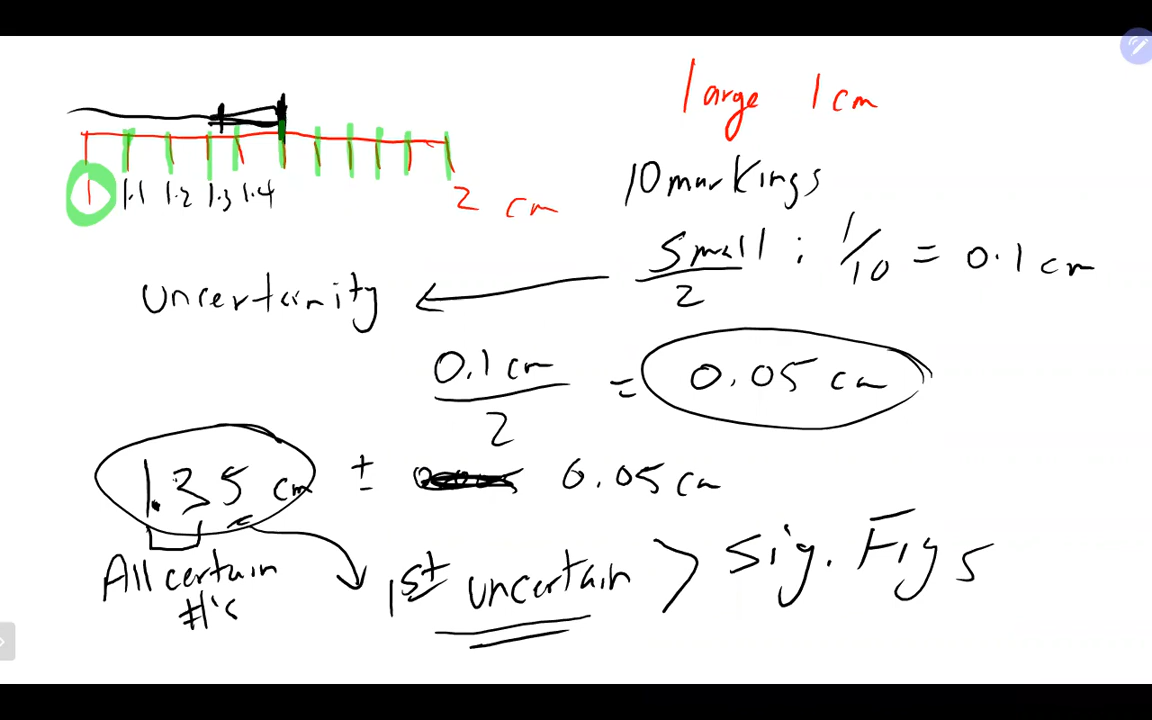 large 1 cm
1 1.1 1.2 1.3 1.4 2 cm
10 markings
small : 1/10 = 0.1 cm
2
uncertainity
0.1 cm = 0.05 cm
2
1.35 cm ± 0.05 cm
All certain #'s
1st uncertain > Sig. Figs